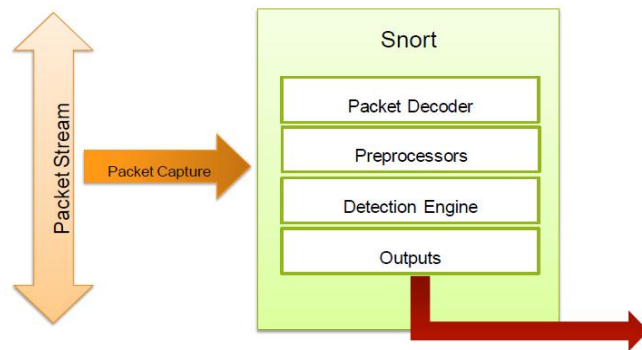 Packet Stream
Packet Capture
Snort
Packet Decoder
Preprocessors
Detection Engine
Outputs